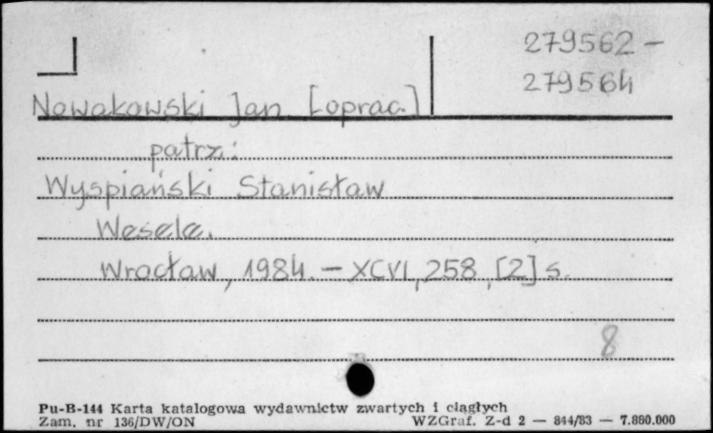 279562 –
279564
Nowakowski Jan [oprac.]
patrz:
Wyspiański Stanisław
Wesele.
Wrocław, 1984. – XCVI, 258, [2] s.
8
Pu-B-144 Karta katalogowa wydawnictw zwartych i ciągłych
Zam. nr 136/DW/ON WZGraf. Z-d 2 — 844/83 — 7.860.000